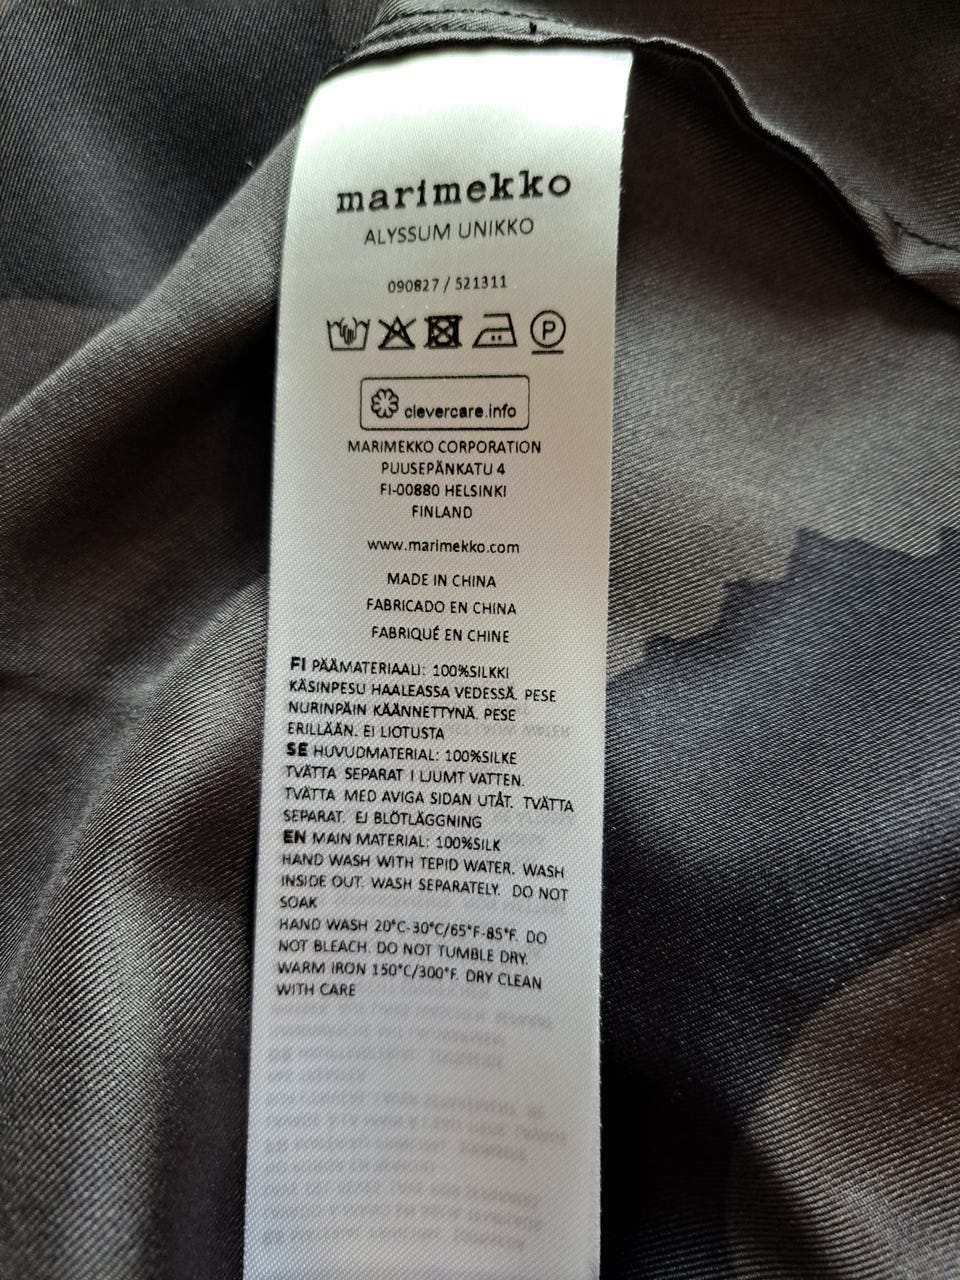 marimekko
ALYSSUM UNIKKO
090827 / 521311
P
clevercare.info
MARIMEKKO CORPORATION
PUUSEPÄNKATU 4
FI-00880 HELSINKI
FINLAND
www.marimekko.com
MADE IN CHINA
FABRICADO EN CHINA
FABRIQUÉ EN CHINE
FI PÄÄMATERIAALI: 100%SILKKI
KÄSINPESU HAALEASSA VEDESSÄ. PESE
NURINPÄIN KÄÄNNETTYNÄ. PESE
ERILLÄÄN. EI LIOTUSTA
SE HUVUDMATERIAL: 100%SILKE
TVÄTTA SEPARAT I LJUMT VATTEN.
TVÄTTA MED AVIGA SIDAN UTÅT. TVÄTTA
SEPARAT. EJ BLÖTLÄGGNING
EN MAIN MATERIAL: 100%SILK
HAND WASH WITH TEPID WATER. WASH
INSIDE OUT. WASH SEPARATELY. DO NOT
SOAK
HAND WASH 20°C-30°C/65°F-85°F. DO
NOT BLEACH. DO NOT TUMBLE DRY.
WARM IRON 150°C/300°F. DRY CLEAN
WITH CARE